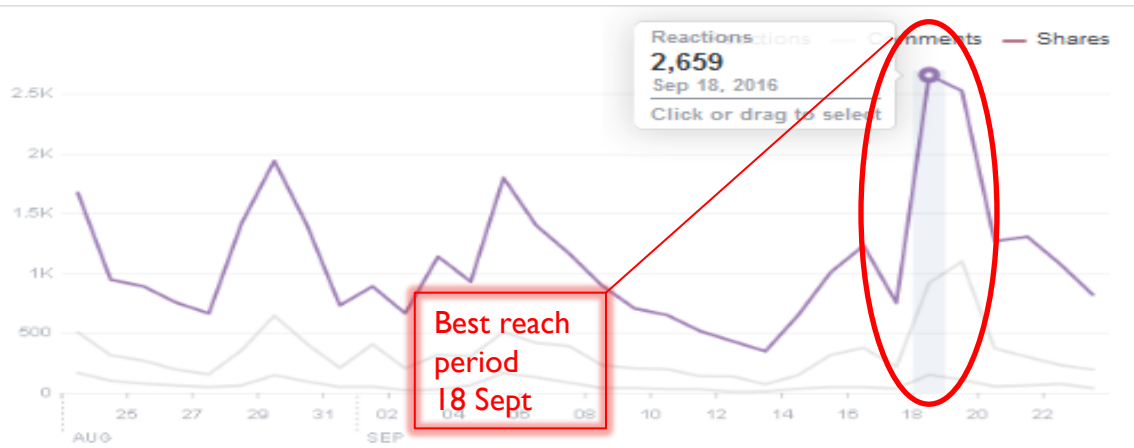 Reactions
2,659
Sep 18, 2016
Click or drag to select
Reactions — Comments — Shares
2.5K
2K
1.5K
1K
500
0
25 27 29 31 02 04 06 08 10 12 14 16 18 20 22
AUG SEP
Best reach
period
18 Sept